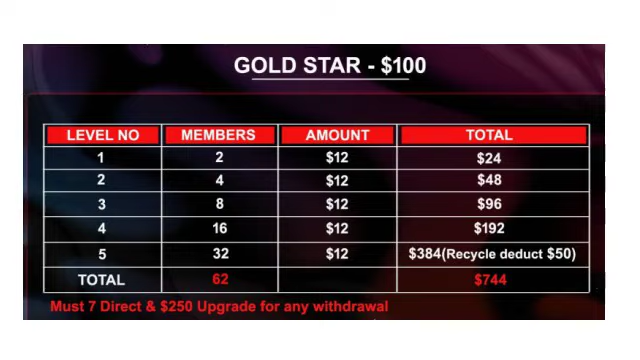 GOLD STAR - $100
LEVEL NO MEMBERS AMOUNT TOTAL
1 2 $12 $24
2 4 $12 $48
3 8 $12 $96
4 16 $12 $192
5 32 $12 $384(Recycle deduct $50)
TOTAL 62 $744
Must 7 Direct & $250 Upgrade for any withdrawal